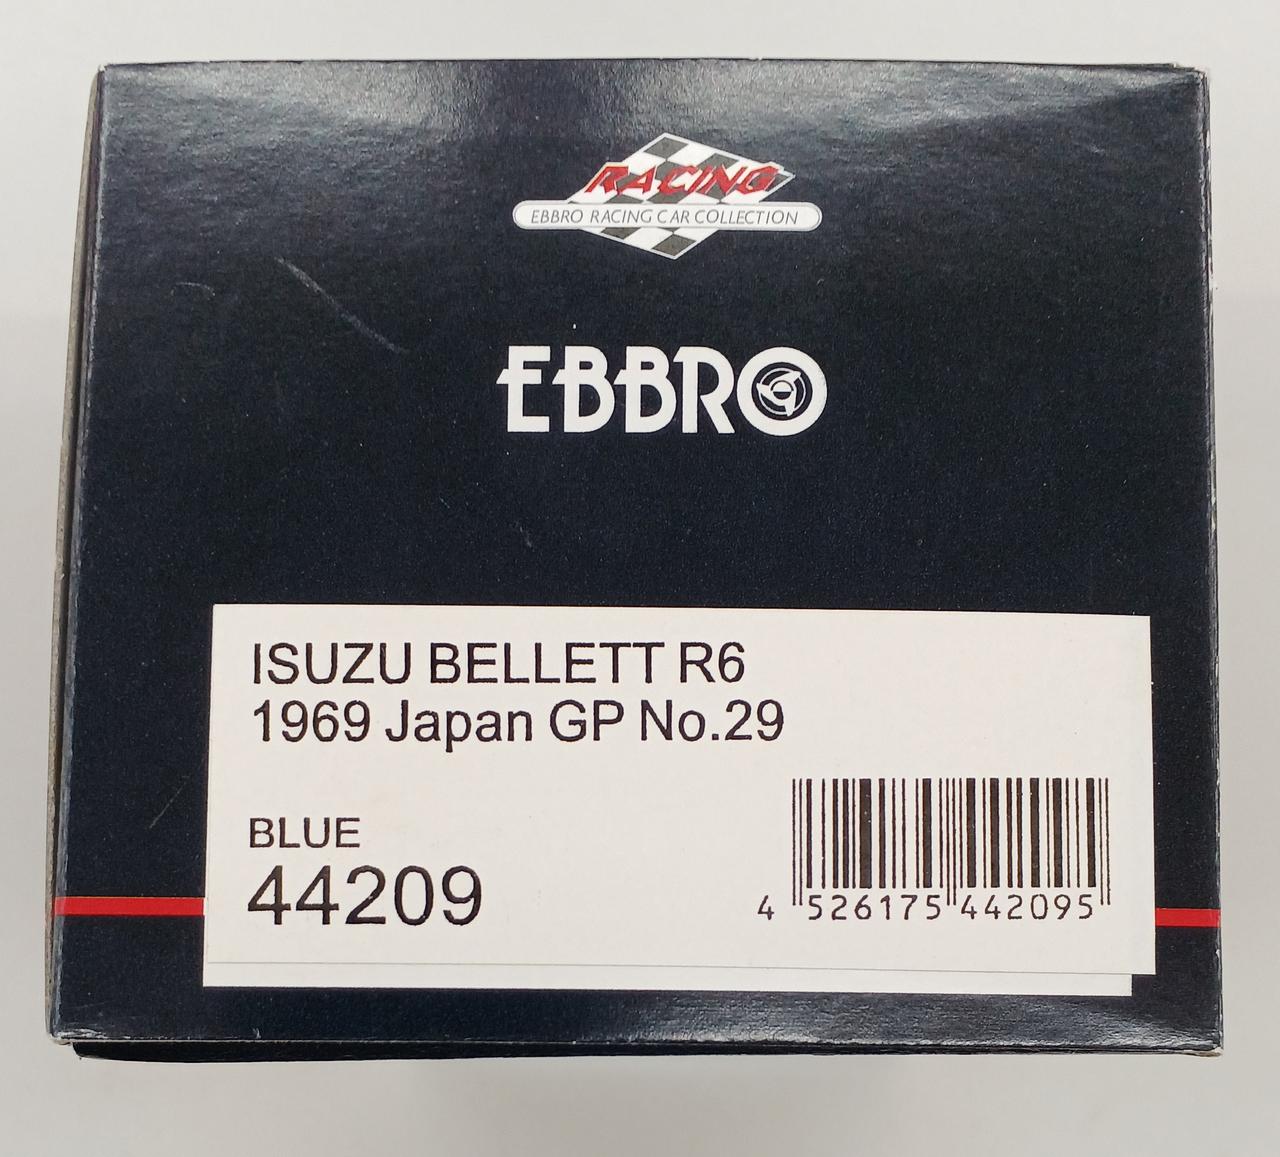 RACING
EBBRO RACING CAR COLLECTION
EBBRO
ISUZU BELLETT R6
1969 Japan GP No.29
BLUE
44209
4 526175 442095